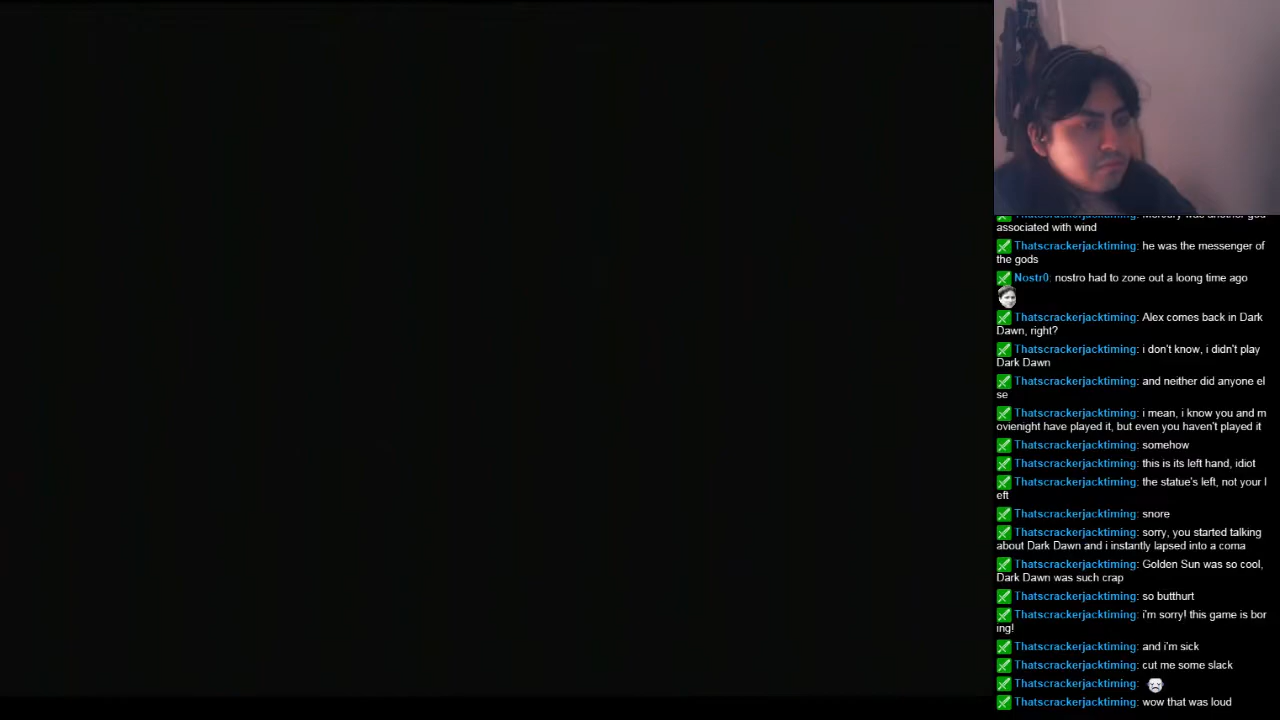 Thatscrackerjacktiming: Mercury was another god
associated with wind
Thatscrackerjacktiming: he was the messenger of
the gods
Nostr0: nostro had to zone out a loong time ago
Thatscrackerjacktiming: Alex comes back in Dark
Dawn, right?
Thatscrackerjacktiming: i don't know, i didn't play
Dark Dawn
Thatscrackerjacktiming: and neither did anyone el
se
Thatscrackerjacktiming: i mean, i know you and m
ovienight have played it, but even you haven't played it
Thatscrackerjacktiming: somehow
Thatscrackerjacktiming: this is its left hand, idiot
Thatscrackerjacktiming: the statue's left, not your l
eft
Thatscrackerjacktiming: snore
Thatscrackerjacktiming: sorry, you started talking
about Dark Dawn and i instantly lapsed into a coma
Thatscrackerjacktiming: Golden Sun was so cool,
Dark Dawn was such crap
Thatscrackerjacktiming: so butthurt
Thatscrackerjacktiming: i'm sorry! this game is bor
ing!
Thatscrackerjacktiming: and i'm sick
Thatscrackerjacktiming: cut me some slack
Thatscrackerjacktiming:
Thatscrackerjacktiming: wow that was loud